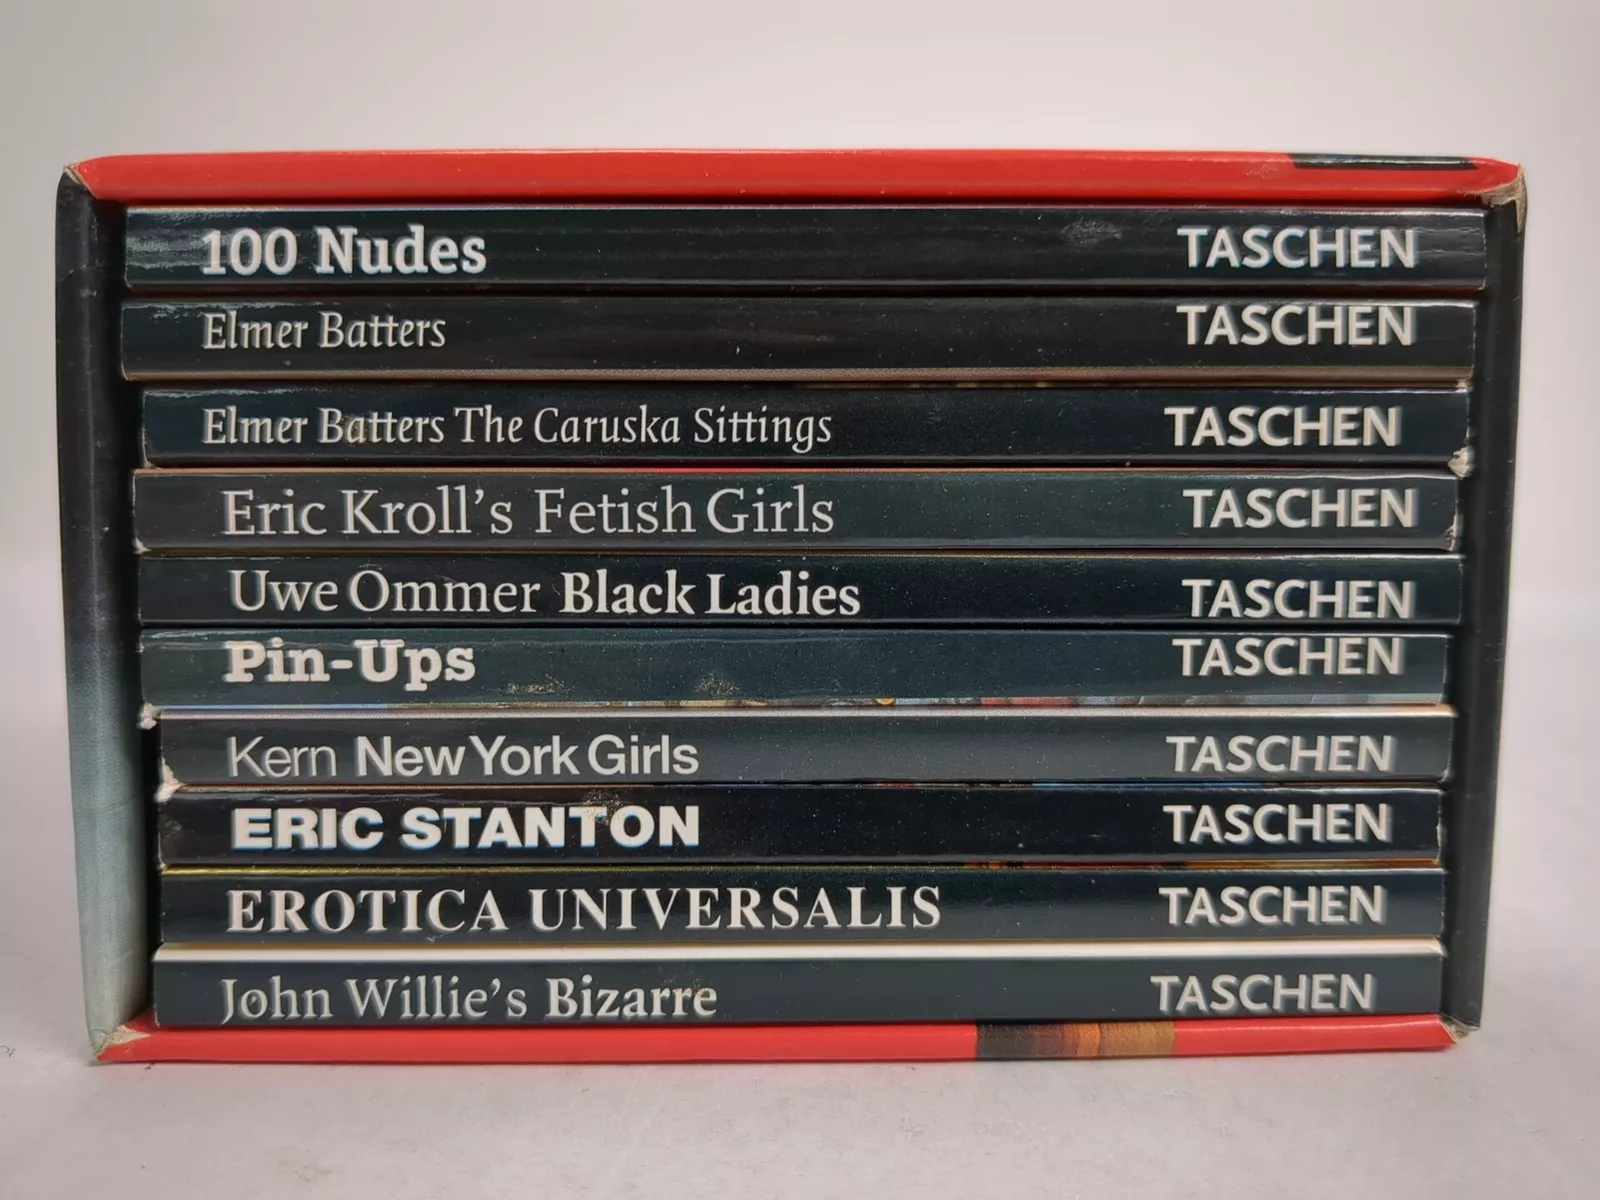 100 Nudes TASCHEN
Elmer Batters TASCHEN
Elmer Batters The Caruska Sittings TASCHEN
Eric Kroll's Fetish Girls TASCHEN
Uwe Ommer Black Ladies TASCHEN
Pin-Ups TASCHEN
Kern New York Girls TASCHEN
ERIC STANTON TASCHEN
EROTICA UNIVERSALIS TASCHEN
John Willie's Bizarre TASCHEN